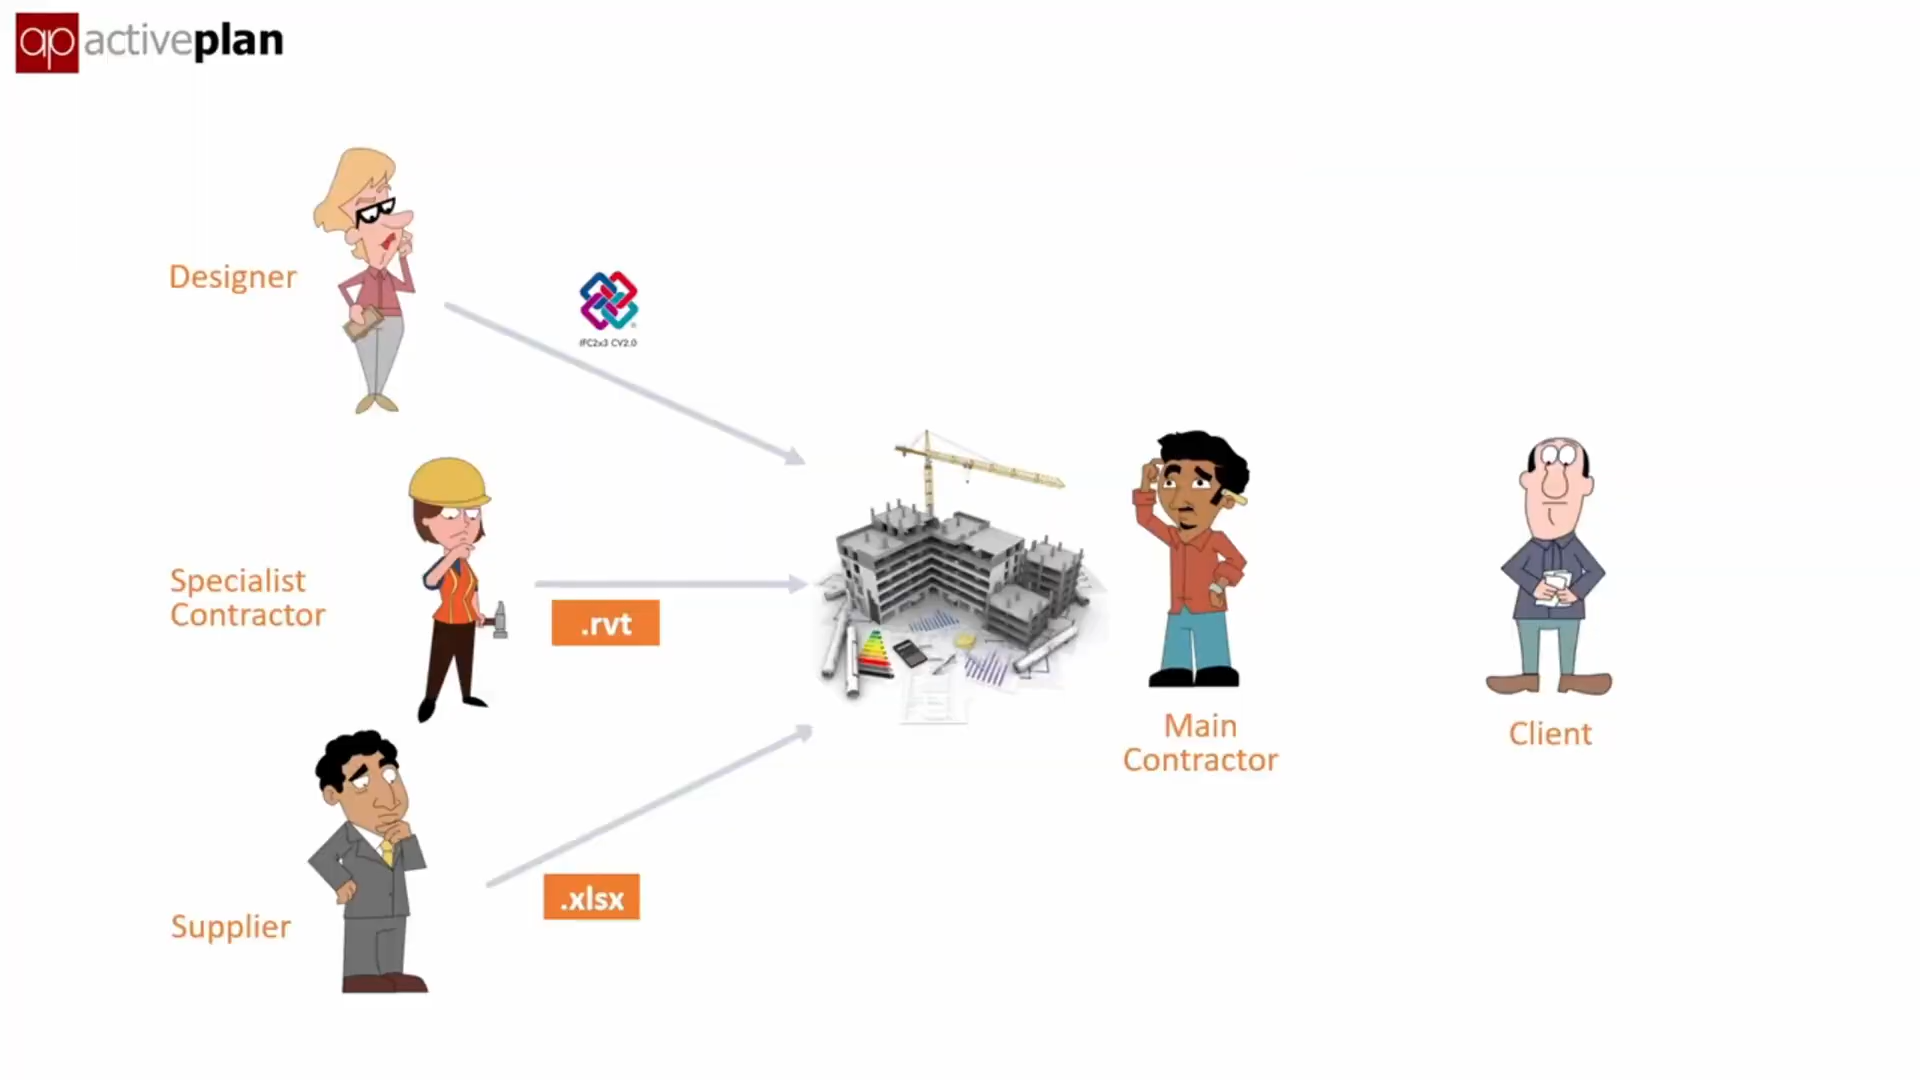 ap activeplan
Designer
IFC2x3 CV2.0
Specialist
Contractor
.rvt
Main
Contractor
Client
Supplier
.xlsx